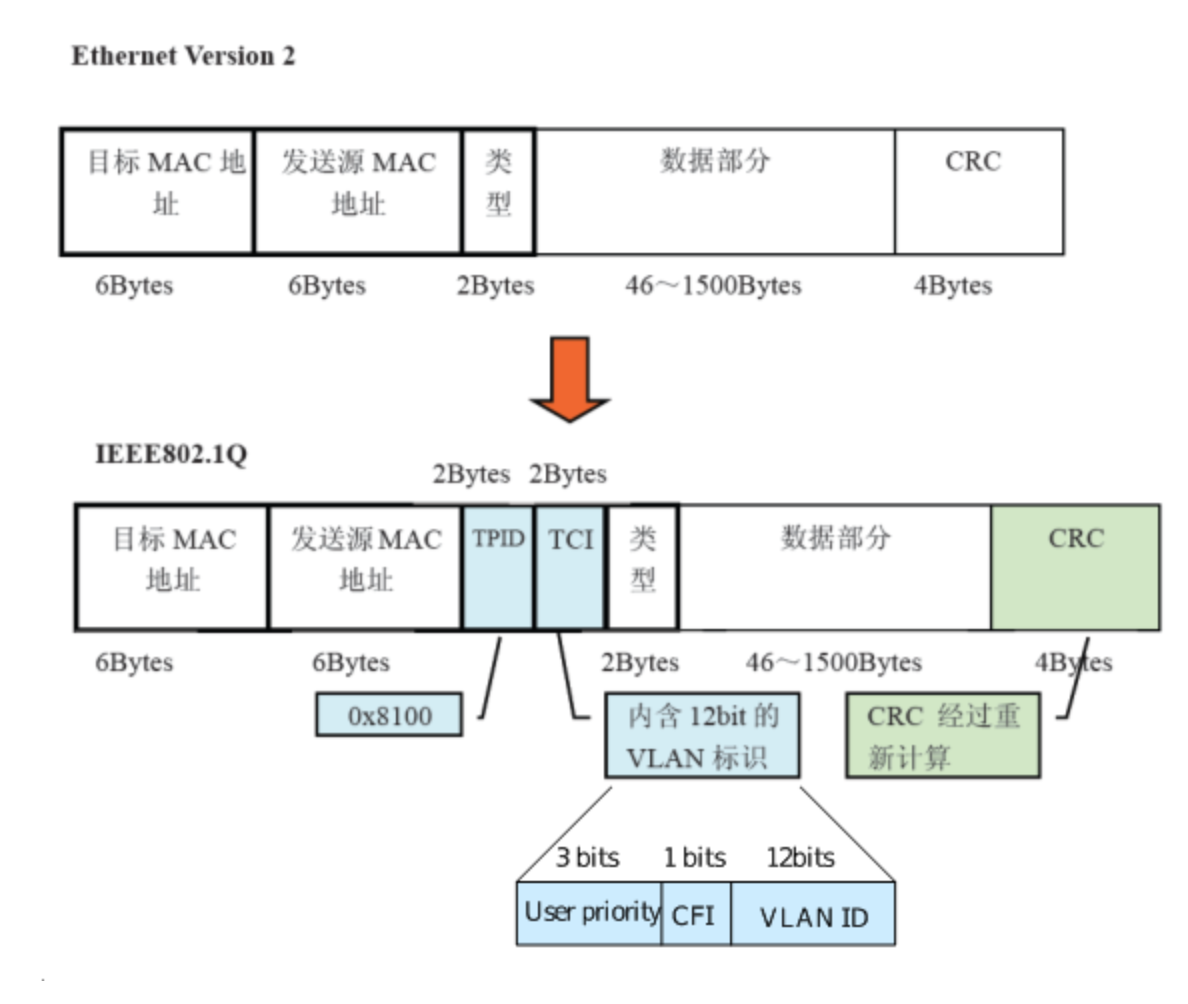 Ethernet Version 2
目标 MAC 地
址
发送源 MAC
地址
类
型
数据部分
CRC
6Bytes
6Bytes
2Bytes
46～1500Bytes
4Bytes
IEEE802.1Q
2Bytes
2Bytes
目标 MAC
地址
发送源 MAC
地址
TPID
TCI
类
型
数据部分
CRC
6Bytes
6Bytes
2Bytes
46～1500Bytes
4Bytes
0x8100
内含 12bit 的
VLAN 标识
CRC 经过重
新计算
3 bits
1 bits
12bits
User priority
CFI
VLAN ID